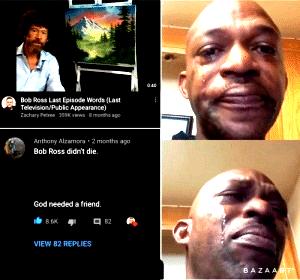 0:40
Bob Ross Last Episode Words (Last
Television/Public Appearance)
Zachary Petree 359K views 8 months ago
Anthony Alzamora • 2 months ago
Bob Ross didn't die.
God needed a friend.
8.6K 82
VIEW 82 REPLIES
BAZAART